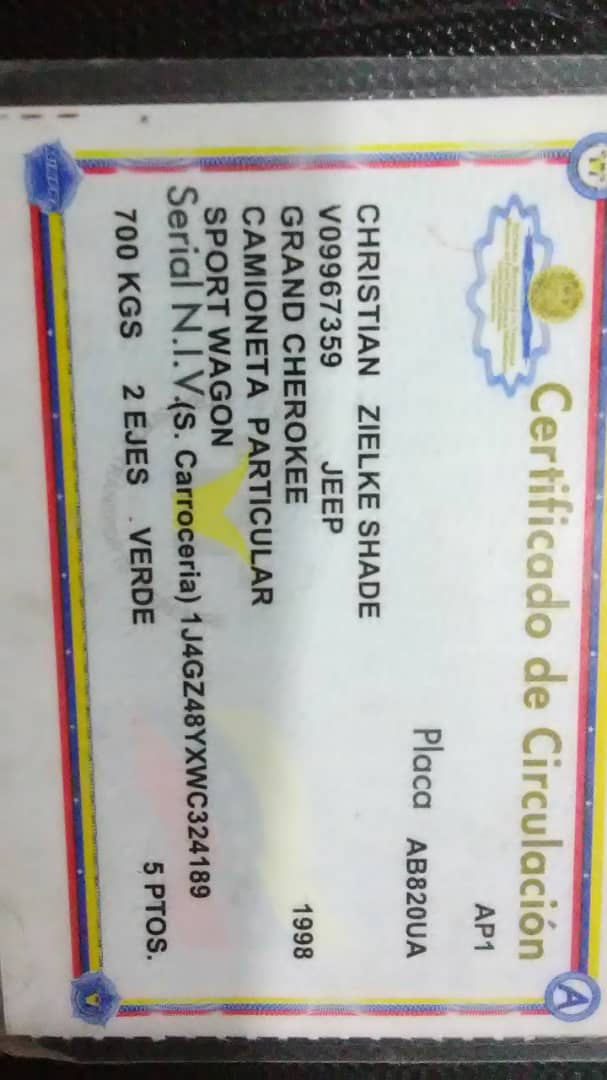 Certificado de Circulación
AP1
Placa AB820UA
CHRISTIAN ZIELKE SHADE
V09967359 JEEP
GRAND CHEROKEE 1998
CAMIONETA PARTICULAR
SPORT WAGON
Serial N.I.V.(S. Carroceria) 1J4GZ48YXWC324189
700 KGS 2 EJES VERDE 5 PTOS.